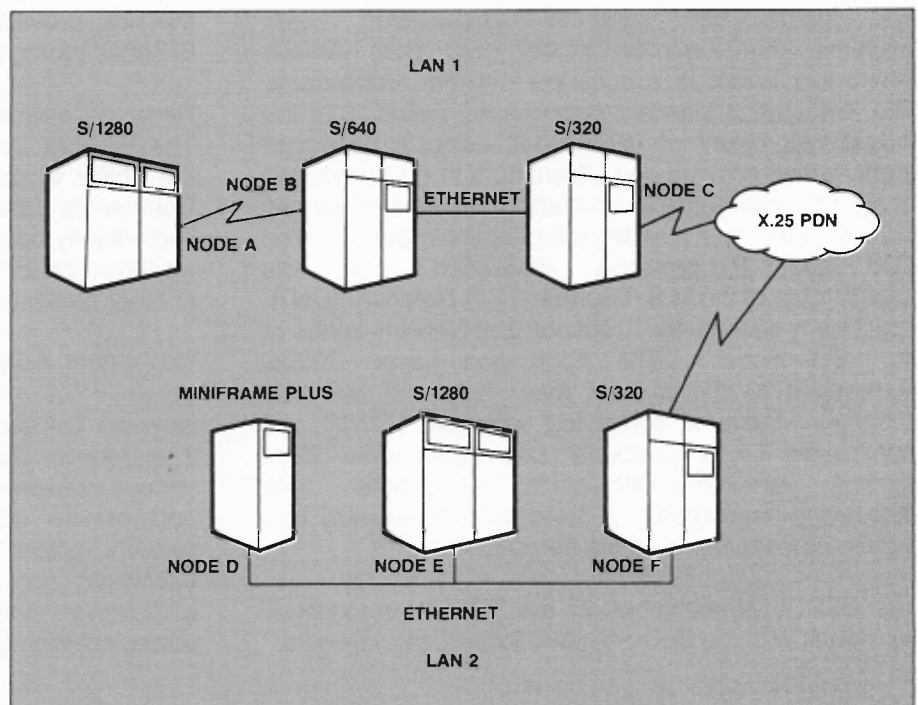 LAN 1
S/1280
S/640
S/320
NODE B
NODE A
ETHERNET
NODE C
X.25 PDN
MINIFRAME PLUS
S/1280
S/320
NODE D
NODE E
NODE F
ETHERNET
LAN 2